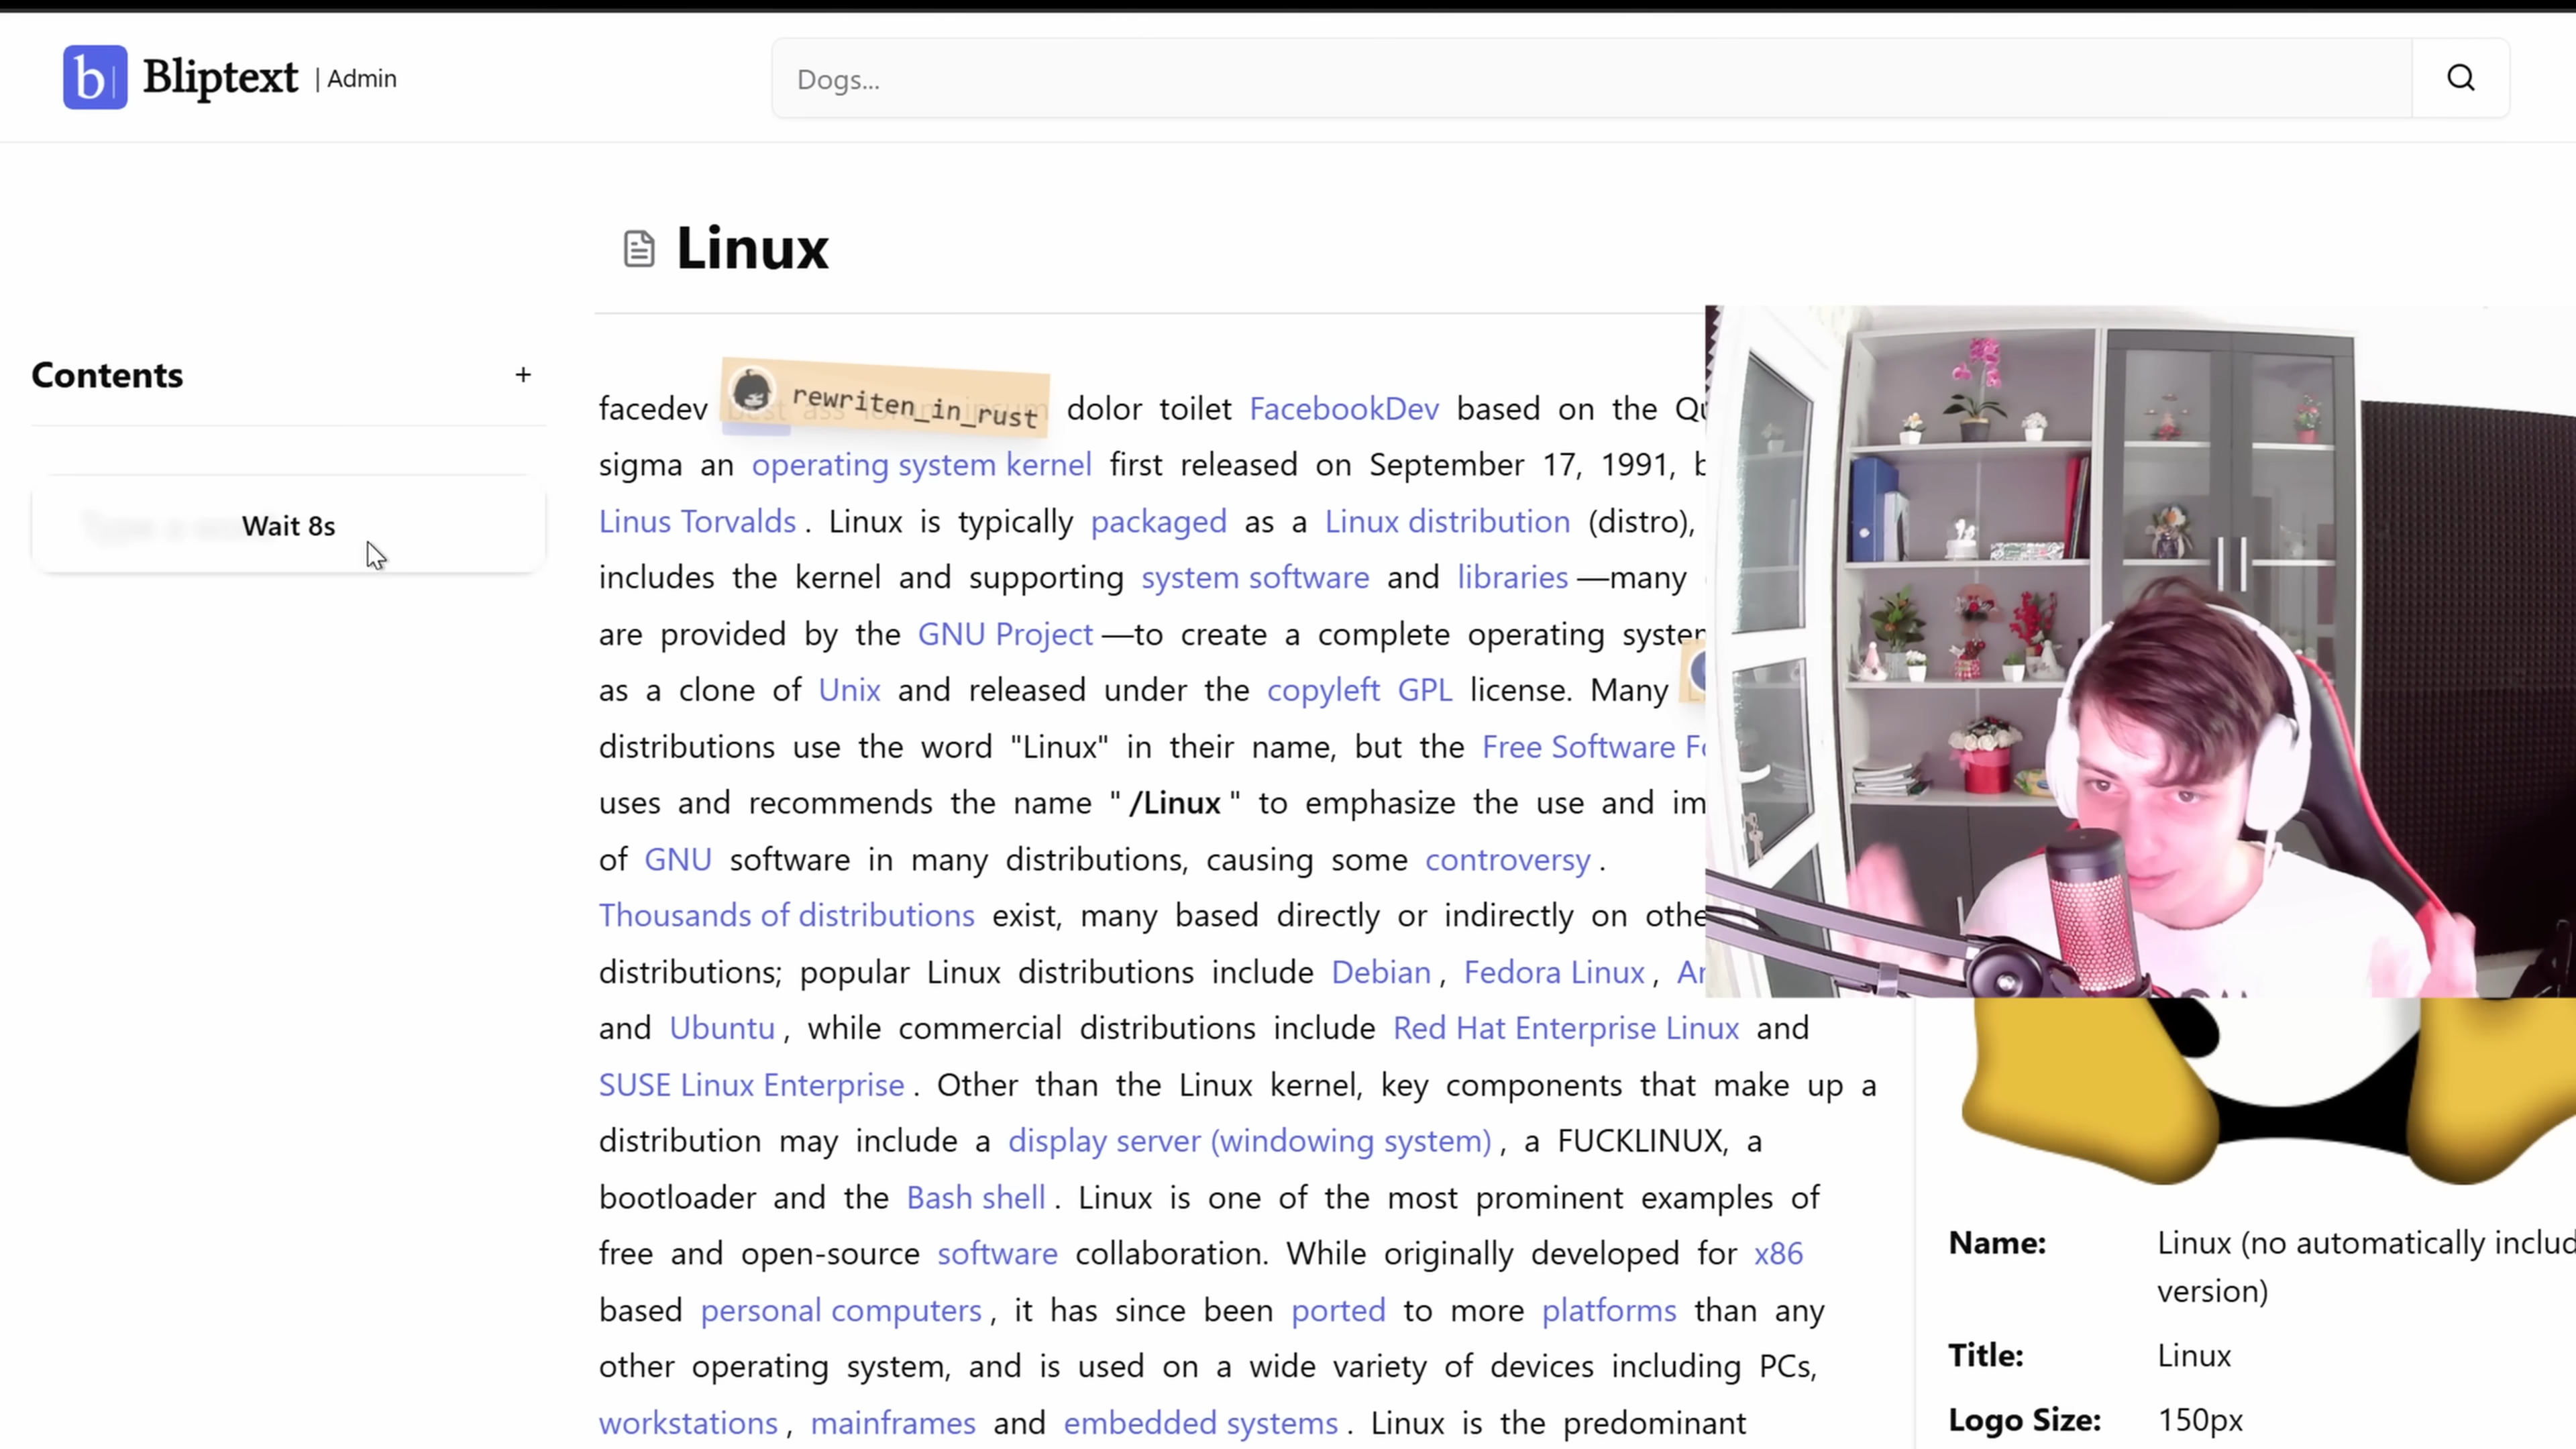 Bliptext | Admin
Dogs...
Linux
Contents +
Wait 8s
rewriten_in_rust
facedev dolor toilet FacebookDev based on the
sigma an operating system kernel first released on September 17, 1991,
Linus Torvalds. Linux is typically packaged as a Linux distribution (distro),
includes the kernel and supporting system software and libraries—many
are provided by the GNU Project—to create a complete operating
as a clone of Unix and released under the copyleft GPL license. Many
distributions use the word "Linux" in their name, but the Free Software
uses and recommends the name "/Linux" to emphasize the use and
of GNU software in many distributions, causing some controversy.
Thousands of distributions exist, many based directly or indirectly on
distributions; popular Linux distributions include Debian, Fedora Linux,
and Ubuntu, while commercial distributions include Red Hat Enterprise Linux and
SUSE Linux Enterprise. Other than the Linux kernel, key components that make up a
distribution may include a display server (windowing system), a FUCKLINUX, a
bootloader and the Bash shell. Linux is one of the most prominent examples of
free and open-source software collaboration. While originally developed for x86
based personal computers, it has since been ported to more platforms than any
other operating system, and is used on a wide variety of devices including PCs,
workstations, mainframes and embedded systems. Linux is the predominant
Name: Linux (no automatically
version)
Title: Linux
Logo Size: 150px